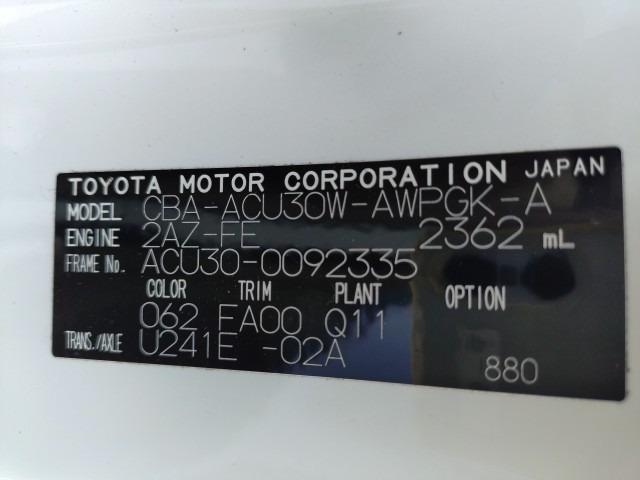 TOYOTA MOTOR CORPORATION JAPAN
MODEL CBA-ACU30W-AWPGK-A
ENGINE 2AZ-FE 2362 mL
FRAME No. ACU30-0092335
COLOR TRIM PLANT OPTION
062 FA00 Q11
TRANS./AXLE U241E -02A
880